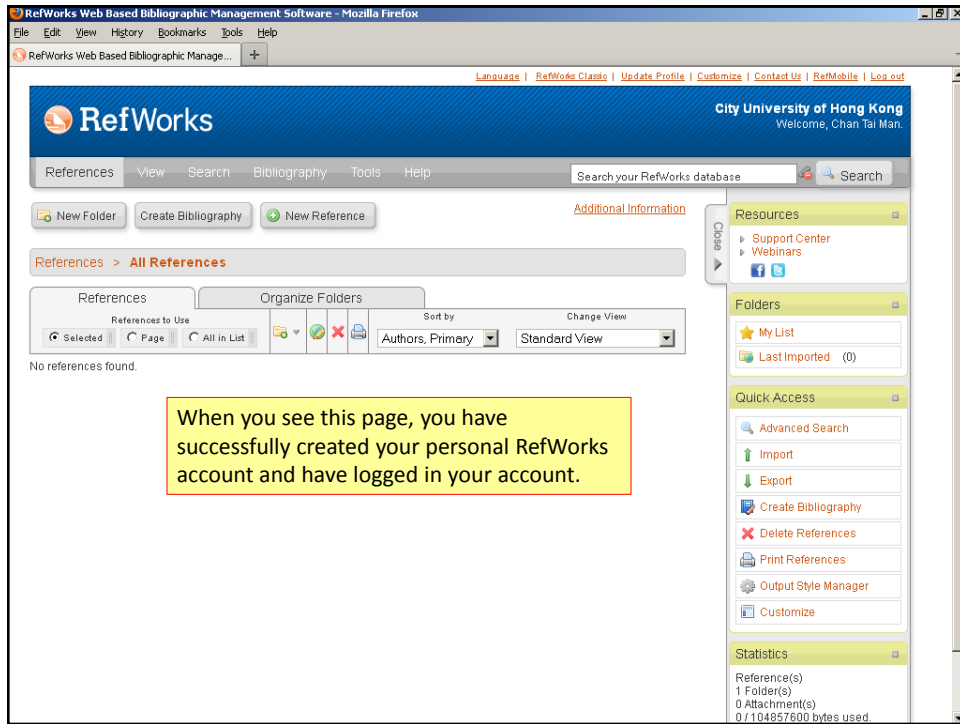 RefWorks Web Based Bibliographic Management Software - Mozilla Firefox
File Edit View History Bookmarks Tools Help
RefWorks Web Based Bibliographic Manage... +
Language | RefWorks Classic | Update Profile | Customize | Contact Us | RefMobile | Log out
RefWorks
City University of Hong Kong
Welcome, Chan Tai Man.
References View Search Bibliography Tools Help
Search your RefWorks database
Search
New Folder Create Bibliography New Reference
Additional Information
References > All References
References Organize Folders
References to Use
Selected Page All in List
Sort by
Authors, Primary
Change View
Standard View
No references found.
When you see this page, you have
successfully created your personal RefWorks
account and have logged in your account.
Close
Resources
Support Center
Webinars
Folders
My List
Last Imported (0)
Quick Access
Advanced Search
Import
Export
Create Bibliography
Delete References
Print References
Output Style Manager
Customize
Statistics
Reference(s)
1 Folder(s)
0 Attachment(s)
0 / 104857600 bytes used.